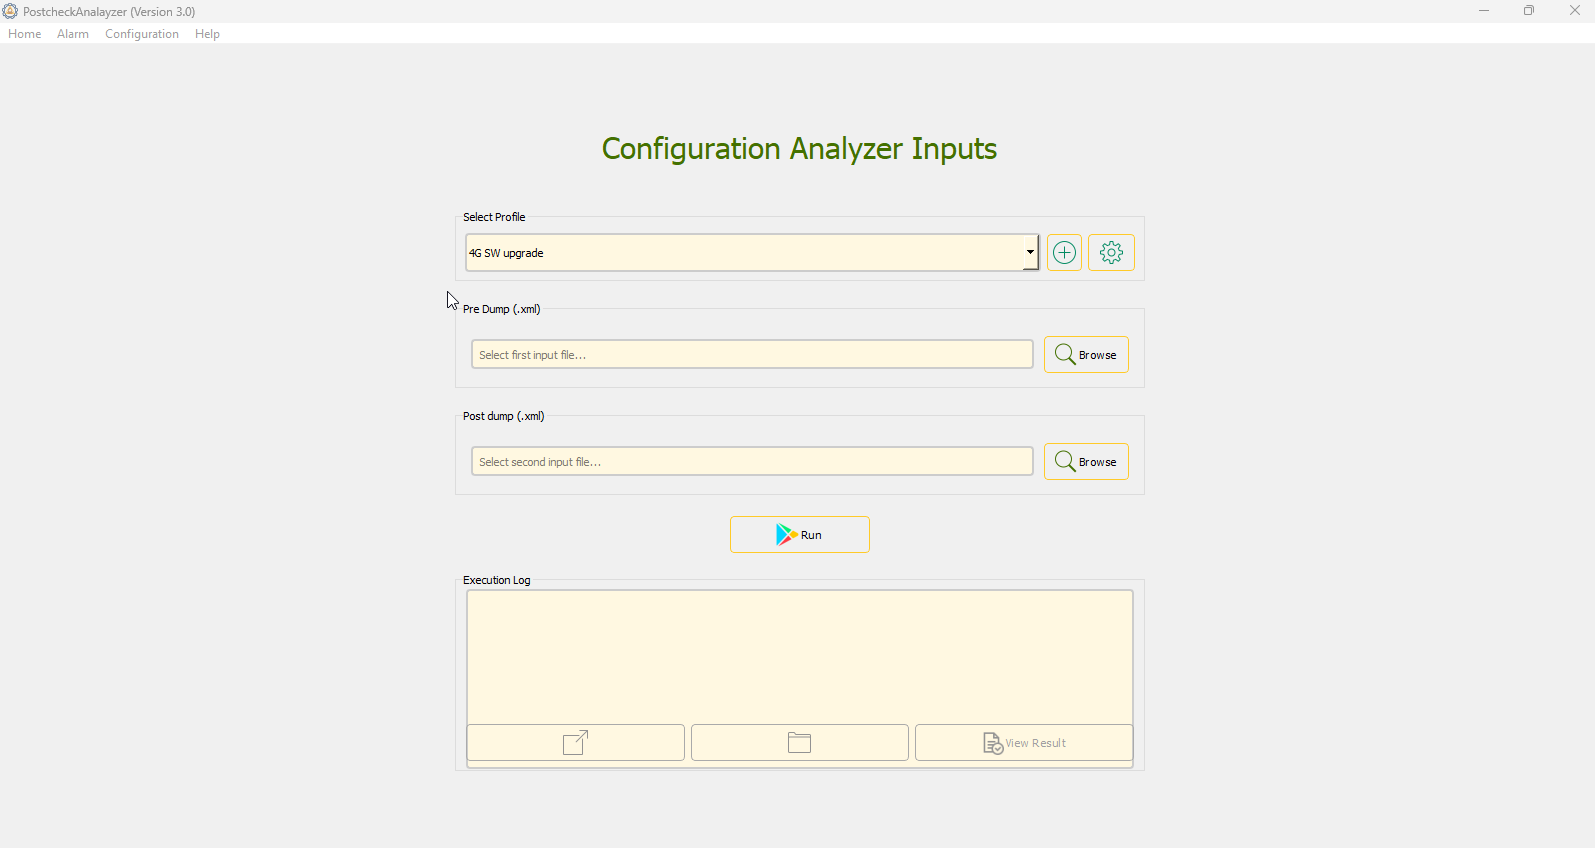 PostcheckAnalayzer (Version 3.0)
Home Alarm Configuration Help
Configuration Analyzer Inputs
Select Profile
4G SW upgrade
Pre Dump (.xml)
Select first input file...
Browse
Post dump (.xml)
Select second input file...
Browse
Run
Execution Log
View Result